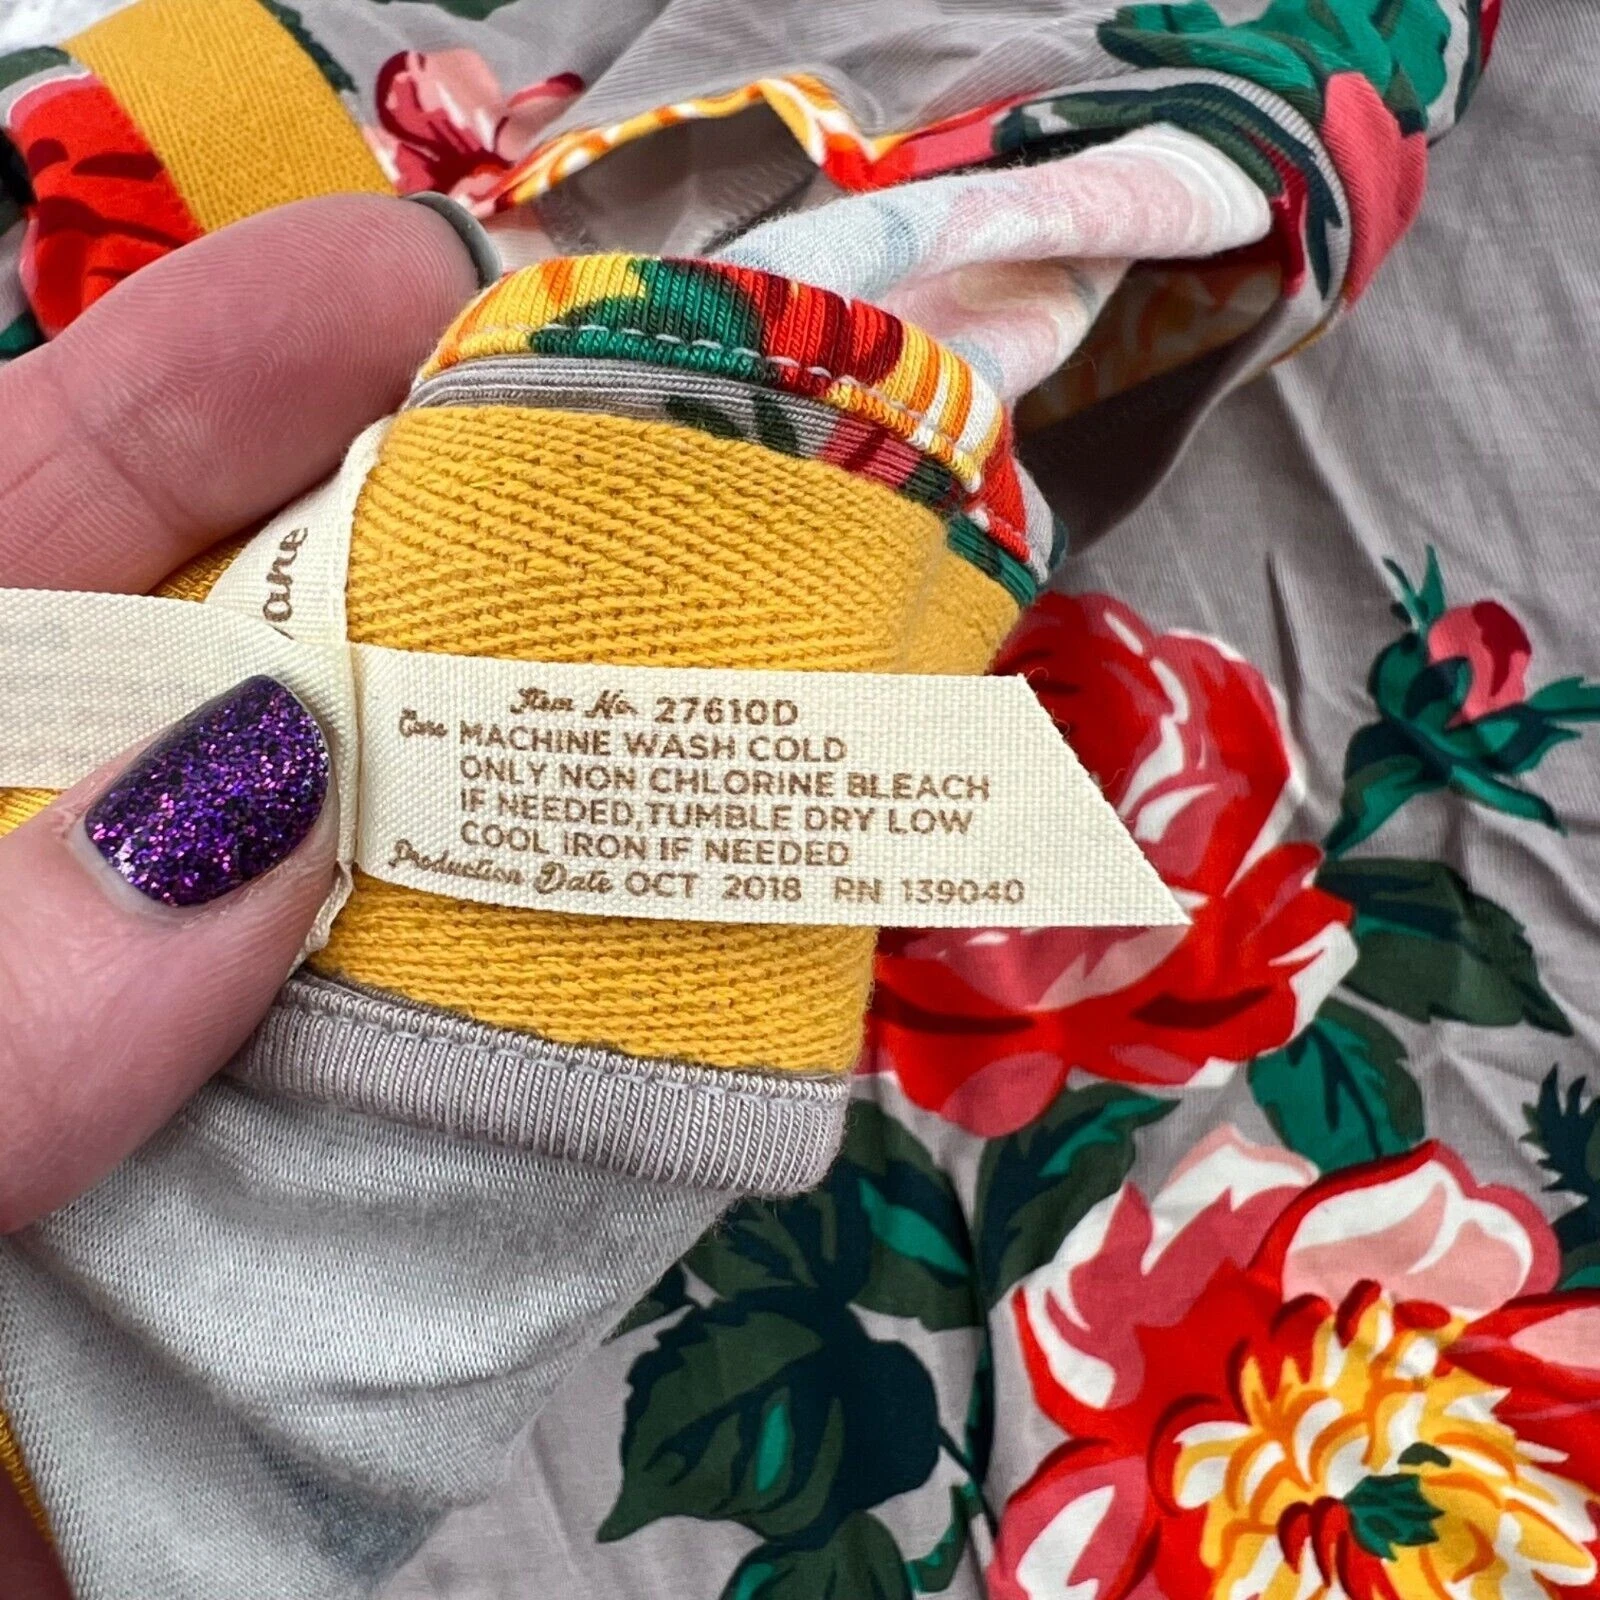 Item No. 27610D
Care MACHINE WASH COLD
ONLY NON CHLORINE BLEACH
IF NEEDED, TUMBLE DRY LOW
COOL IRON IF NEEDED
Production Date OCT 2018 RN 139040